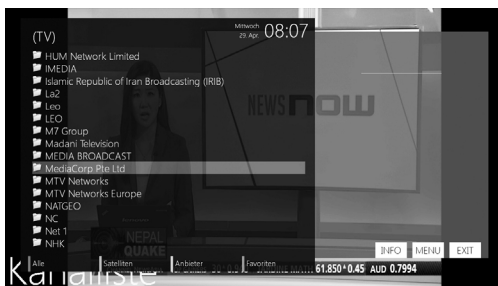 (TV)
Mittwoch
29. Apr. 08:07
HUM Network Limited
IMEDIA
Islamic Republic of Iran Broadcasting (IRIB)
La2
Leo
LEO
M7 Group
Madani Television
MEDIA BROADCAST
MediaCorp Pte Ltd
MTV Networks
MTV Networks Europe
NATGEO
NC
Net 1
NHK
NEWS now
NEPAL
QUAKE
INFO MENU EXIT
Alle Satelliten Anbieter Favoriten
Kanalliste
61.850 0.45 AUD 0.7994